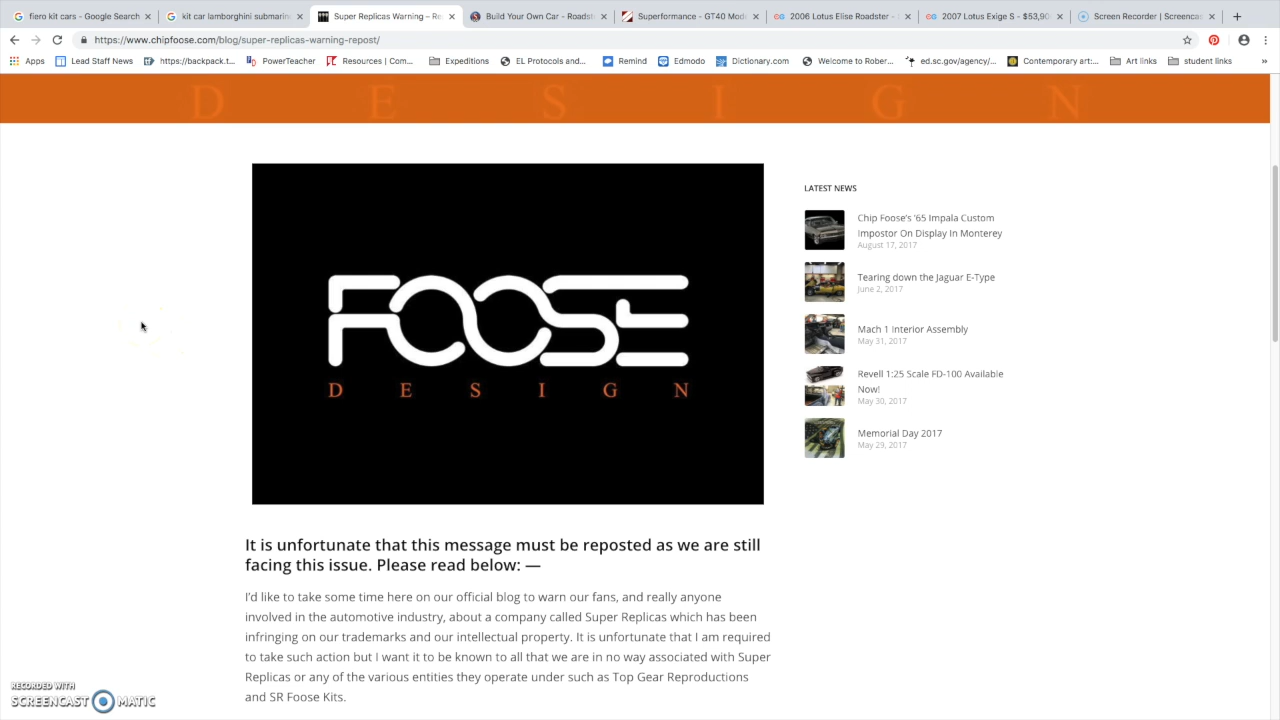 fiero kit cars - Google Search
kit car lamborghini submarin
Super Replicas Warning – Re
Build Your Own Car - Roadst
Superformance - GT40 Mod
2006 Lotus Elise Roadster -
2007 Lotus Exige S - $53,90
Screen Recorder | Screencas
https://www.chipfoose.com/blog/super-replicas-warning-repost/
Apps
Lead Staff News
https://backpack.t...
PowerTeacher
Resources | Com...
Expeditions
EL Protocols and...
Remind
Edmodo
Dictionary.com
Welcome to Rober...
ed.sc.gov/agency/...
Contemporary art:...
Art links
student links
»
D E S I G N
FOOSE
D E S I G N
LATEST NEWS
Chip Foose's '65 Impala Custom
Impostor On Display In Monterey
August 17, 2017
Tearing down the Jaguar E-Type
June 2, 2017
Mach 1 Interior Assembly
May 31, 2017
Revell 1:25 Scale FD-100 Available
Now!
May 30, 2017
Memorial Day 2017
May 29, 2017
It is unfortunate that this message must be reposted as we are still
facing this issue. Please read below: —
I'd like to take some time here on our official blog to warn our fans, and really anyone
involved in the automotive industry, about a company called Super Replicas which has been
infringing on our trademarks and our intellectual property. It is unfortunate that I am required
to take such action but I want it to be known to all that we are in no way associated with Super
Replicas or any of the various entities they operate under such as Top Gear Reproductions
and SR Foose Kits.
RECORDED WITH
SCREENCAST MATIC